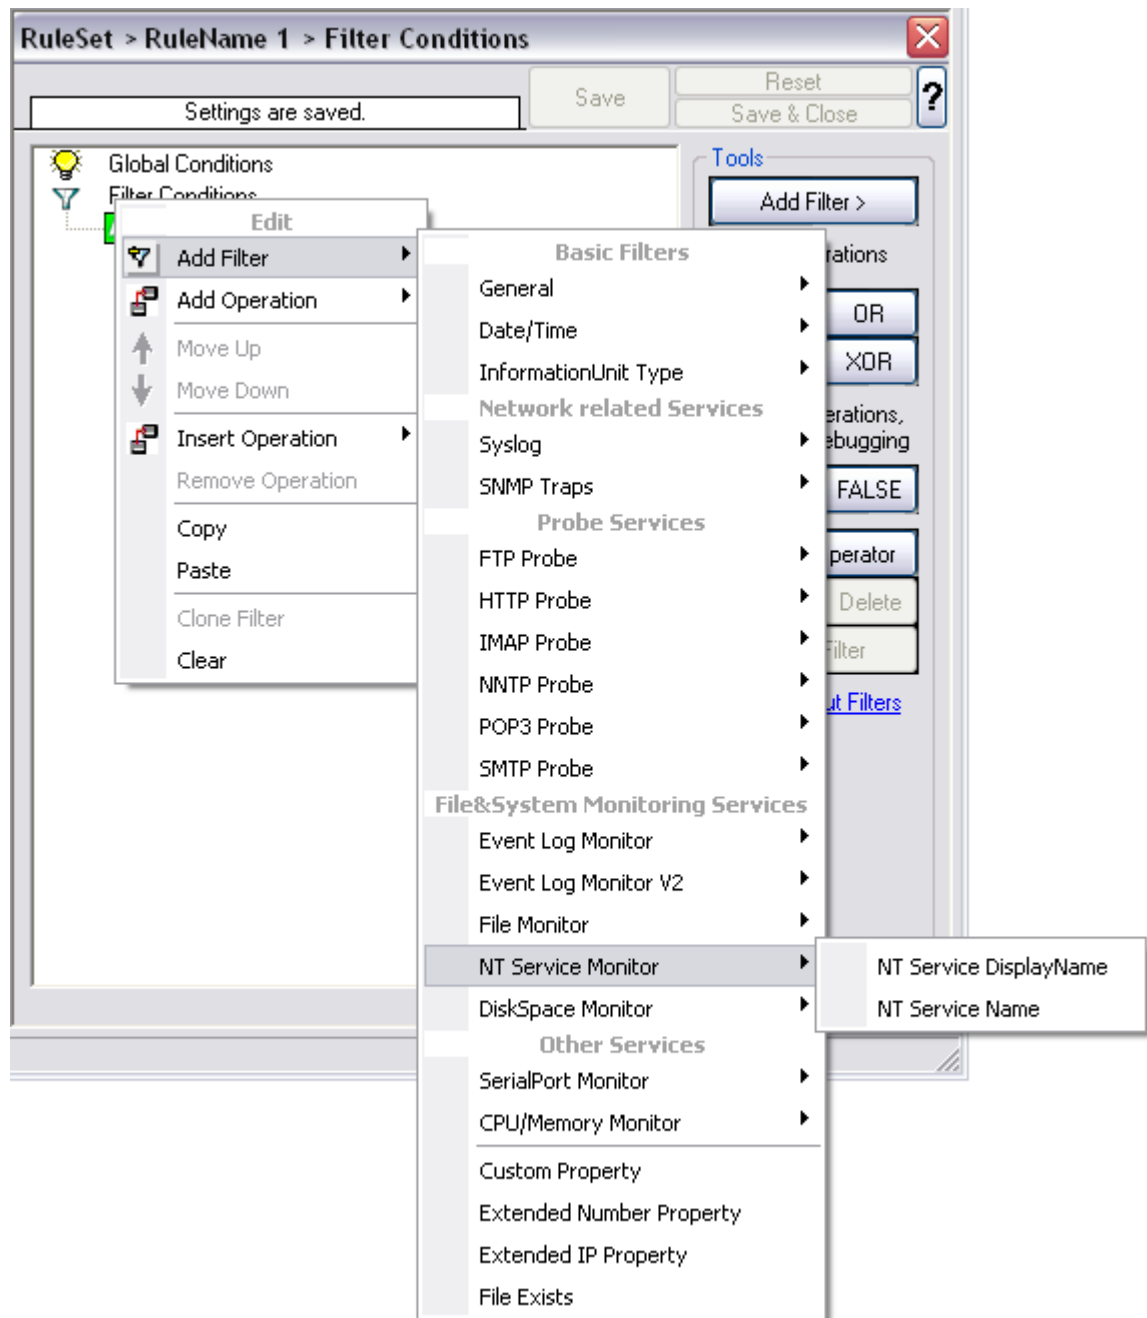 RuleSet > RuleName 1 > Filter Conditions
Settings are saved.
Save
Reset
Save & Close
?
Global Conditions
Filter Conditions
Tools
Add Filter >
rations
OR
XOR
erations,
ebugging
FALSE
perator
Delete
Filter
ut Filters
Edit
Add Filter
Add Operation
Move Up
Move Down
Insert Operation
Remove Operation
Copy
Paste
Clone Filter
Clear
Basic Filters
General
Date/Time
InformationUnit Type
Network related Services
Syslog
SNMP Traps
Probe Services
FTP Probe
HTTP Probe
IMAP Probe
NNTP Probe
POP3 Probe
SMTP Probe
File&System Monitoring Services
Event Log Monitor
Event Log Monitor V2
File Monitor
NT Service Monitor
DiskSpace Monitor
Other Services
SerialPort Monitor
CPU/Memory Monitor
Custom Property
Extended Number Property
Extended IP Property
File Exists
NT Service DisplayName
NT Service Name